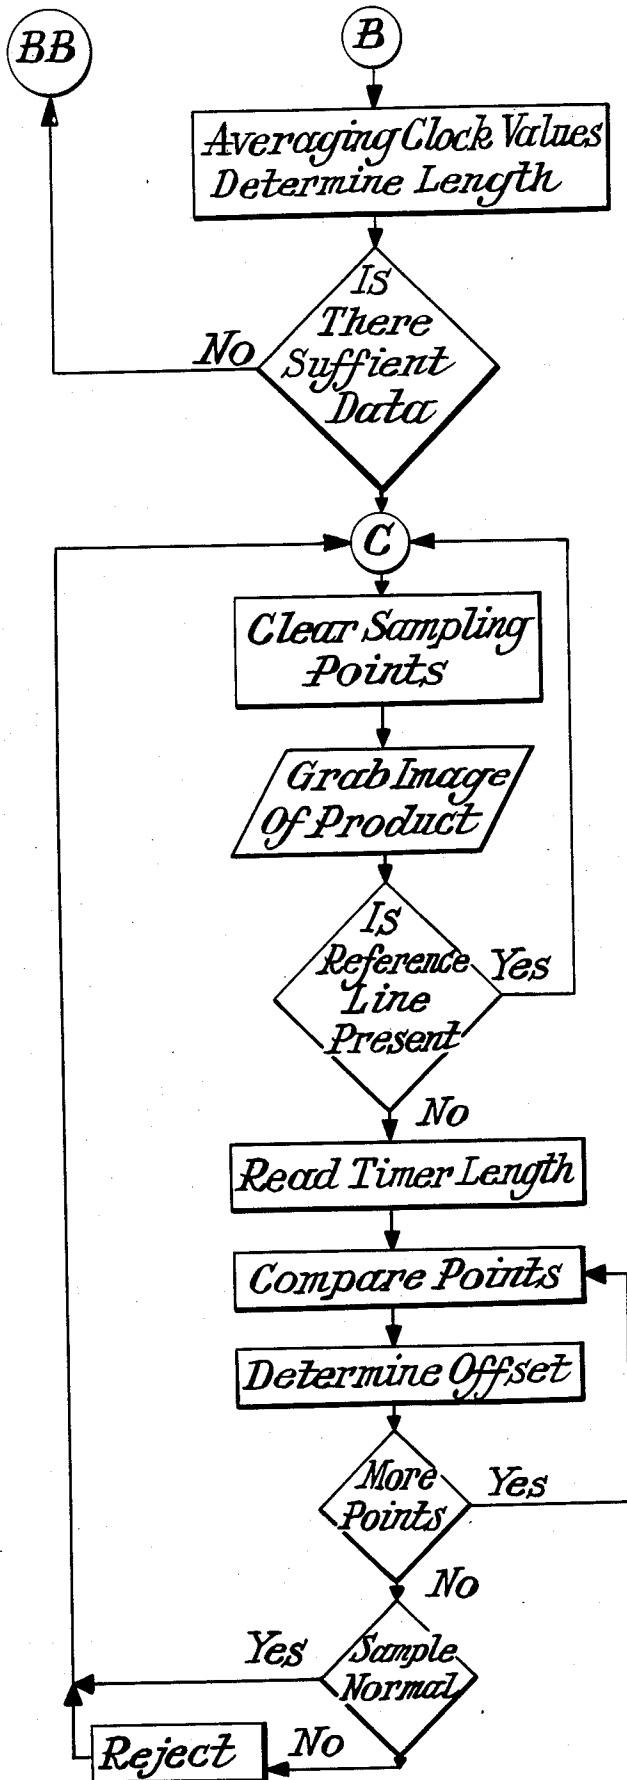 BB
B
Averaging Clock Values
Determine Length
Is
There
Suffient
Data
No
C
Clear Sampling
Points
Grab Image
Of Product
Is
Reference
Line
Present
Yes
No
Read Timer Length
Compare Points
Determine Offset
More
Points
Yes
No
Sample
Normal
Yes
No
Reject